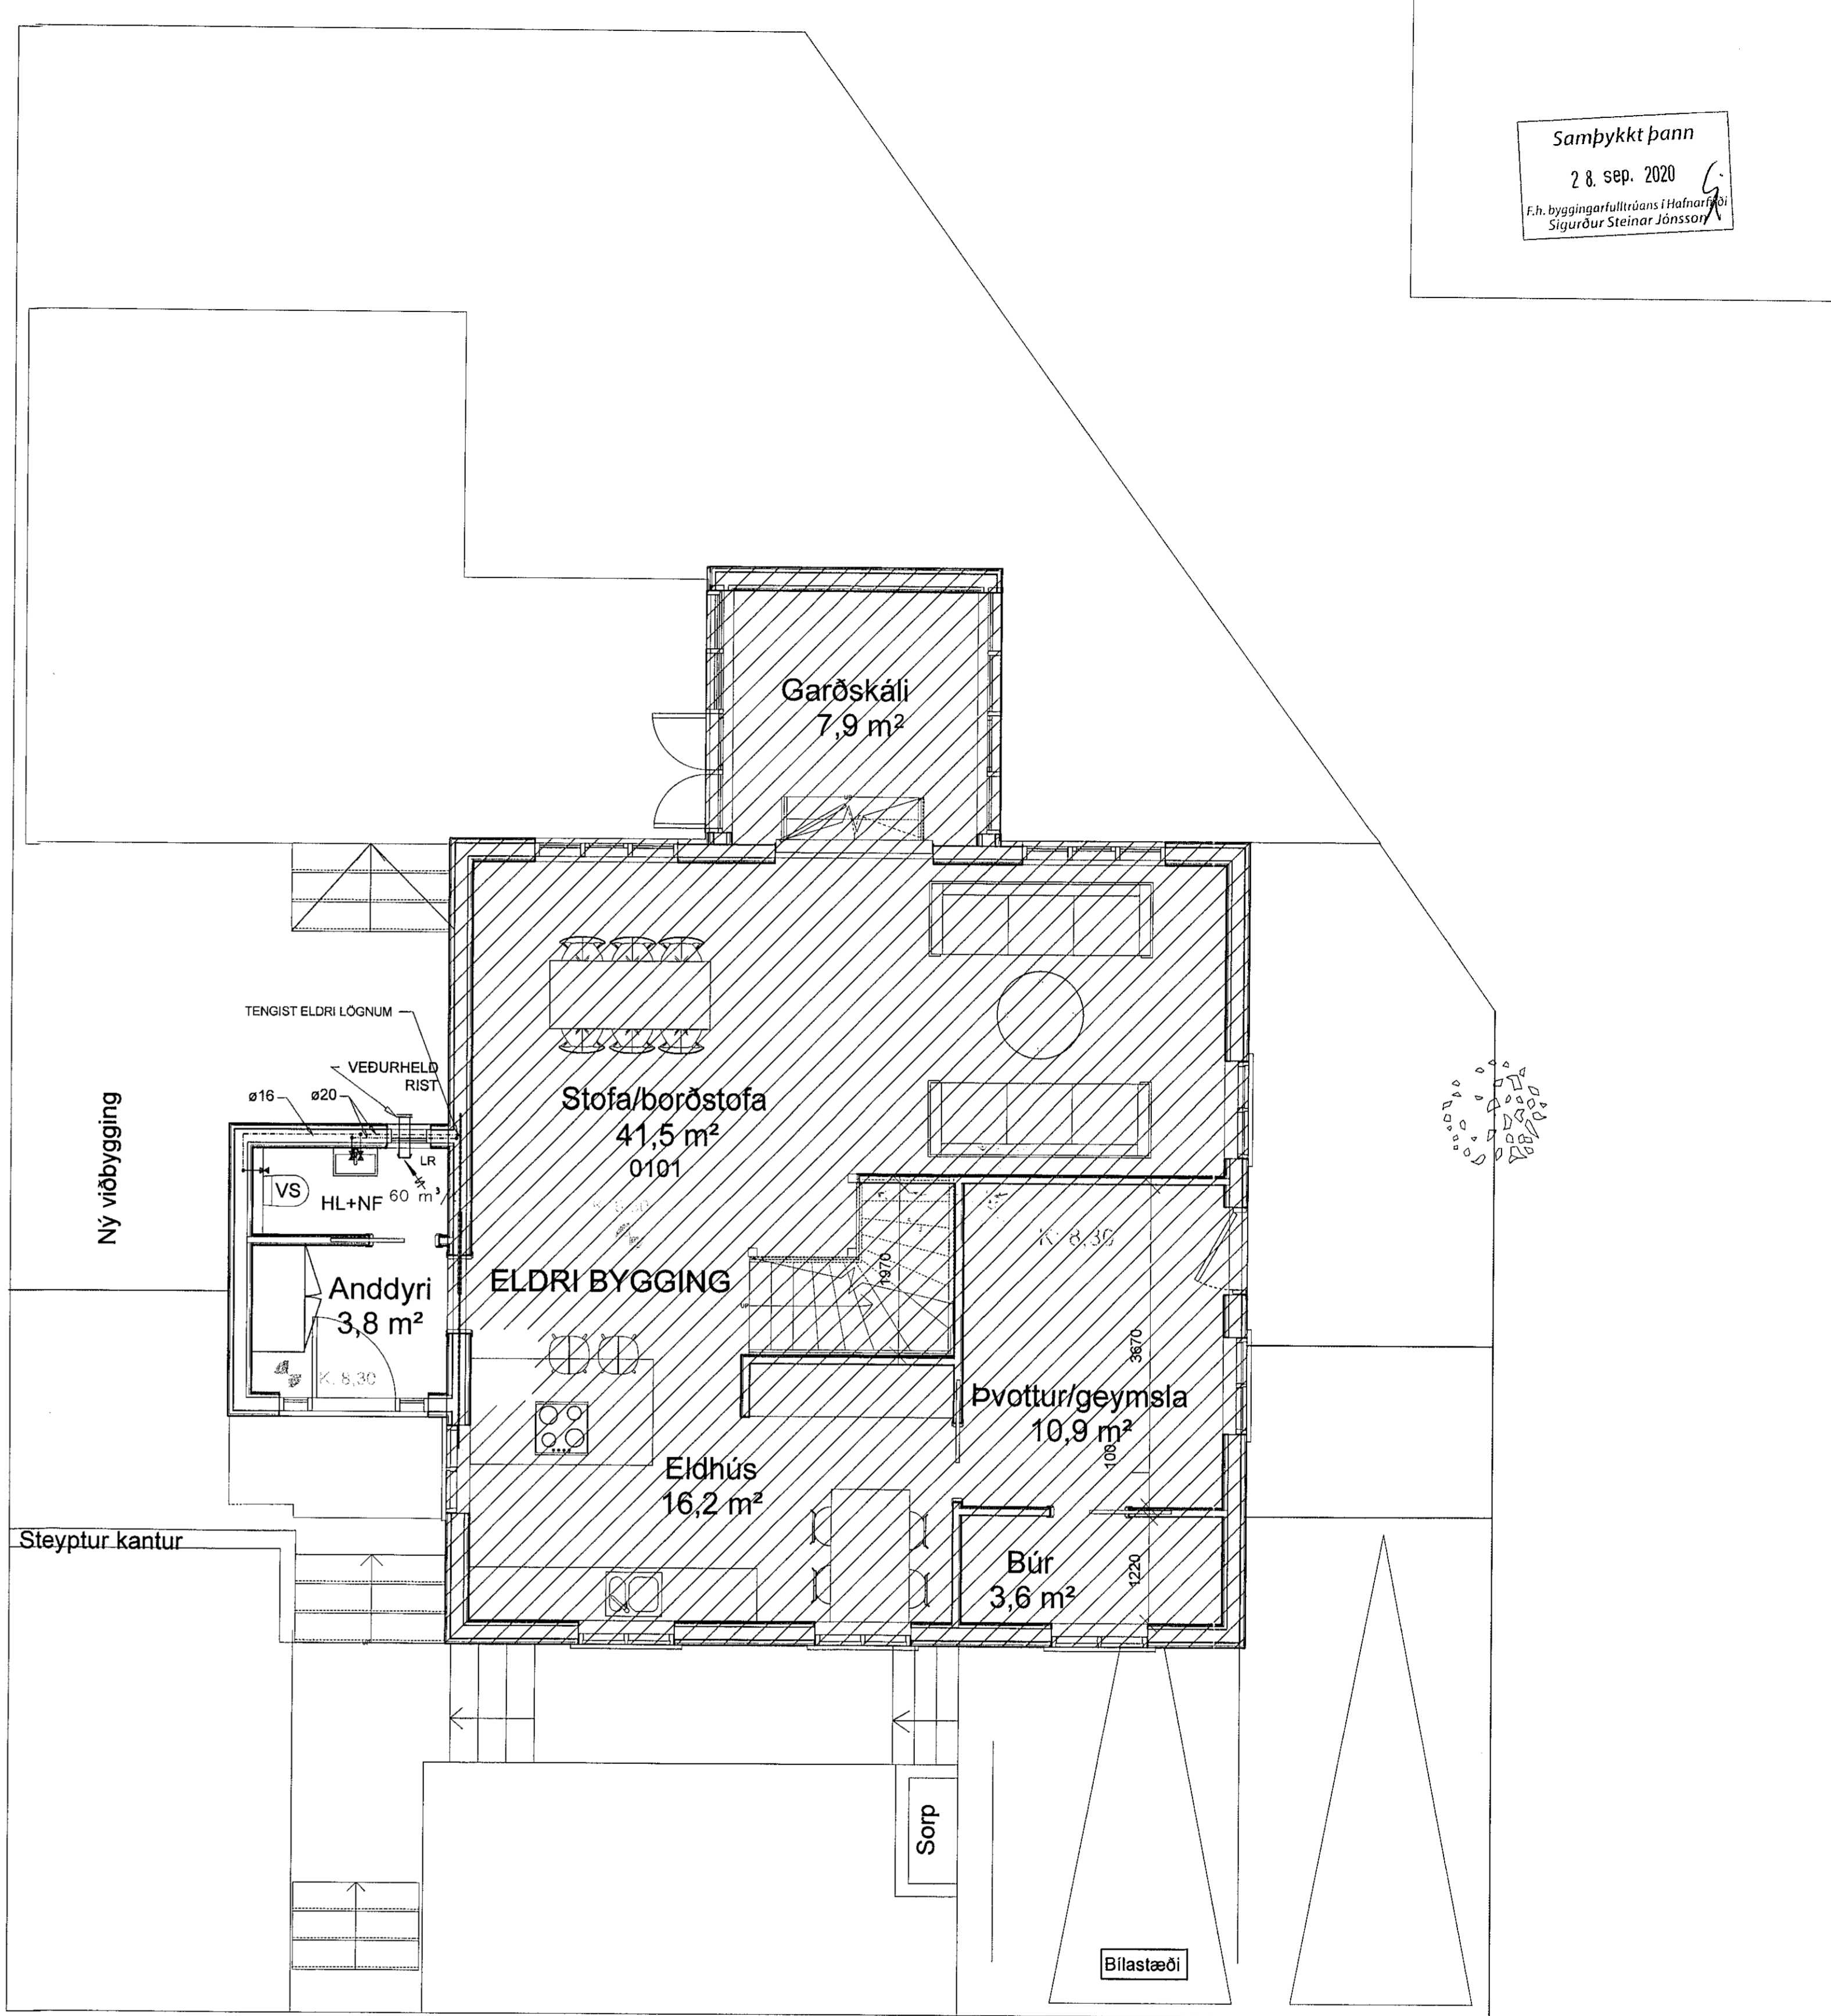 Samþykkt þann
28. sep. 2020
F.h. byggingarfulltrúans í Hafnarfirði
Sigurður Steinar Jónsson
Garðskáli
7,9 m²
UP
TENGIST ELDRI LÖGNUM
VEÐURHELD
RIST
ø16
ø20
Stofa/borðstofa
41,5 m²
0101
Ný viðbygging
LR
VS
HL+NF
60 m³
K: 8,30
1970
ELDRI BYGGING
Anddyri
3,8 m²
UP
3670
K: 8,30
Þvottur/geymsla
10,9 m²
100
Eldhús
16,2 m²
Steyptur kantur
Búr
3,6 m²
1220
Sorp
Bílastæði